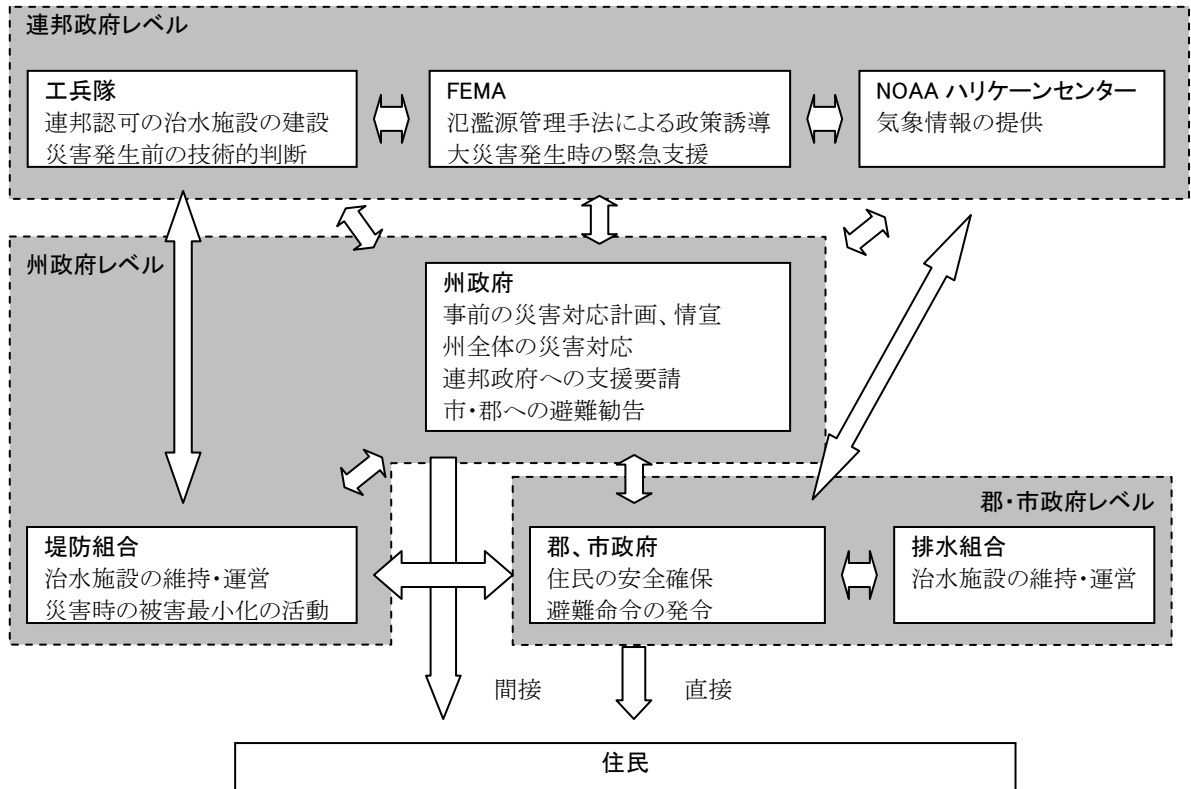 連邦政府レベル
工兵隊
連邦認可の治水施設の建設
災害発生前の技術的判断
FEMA
氾濫源管理手法による政策誘導
大災害発生時の緊急支援
NOAA ハリケーンセンター
気象情報の提供
州政府レベル
州政府
事前の災害対応計画、情宣
州全体の災害対応
連邦政府への支援要請
市・郡への避難勧告
郡・市政府レベル
堤防組合
治水施設の維持・運営
災害時の被害最小化の活動
郡、市政府
住民の安全確保
避難命令の発令
排水組合
治水施設の維持・運営
間接
直接
住民